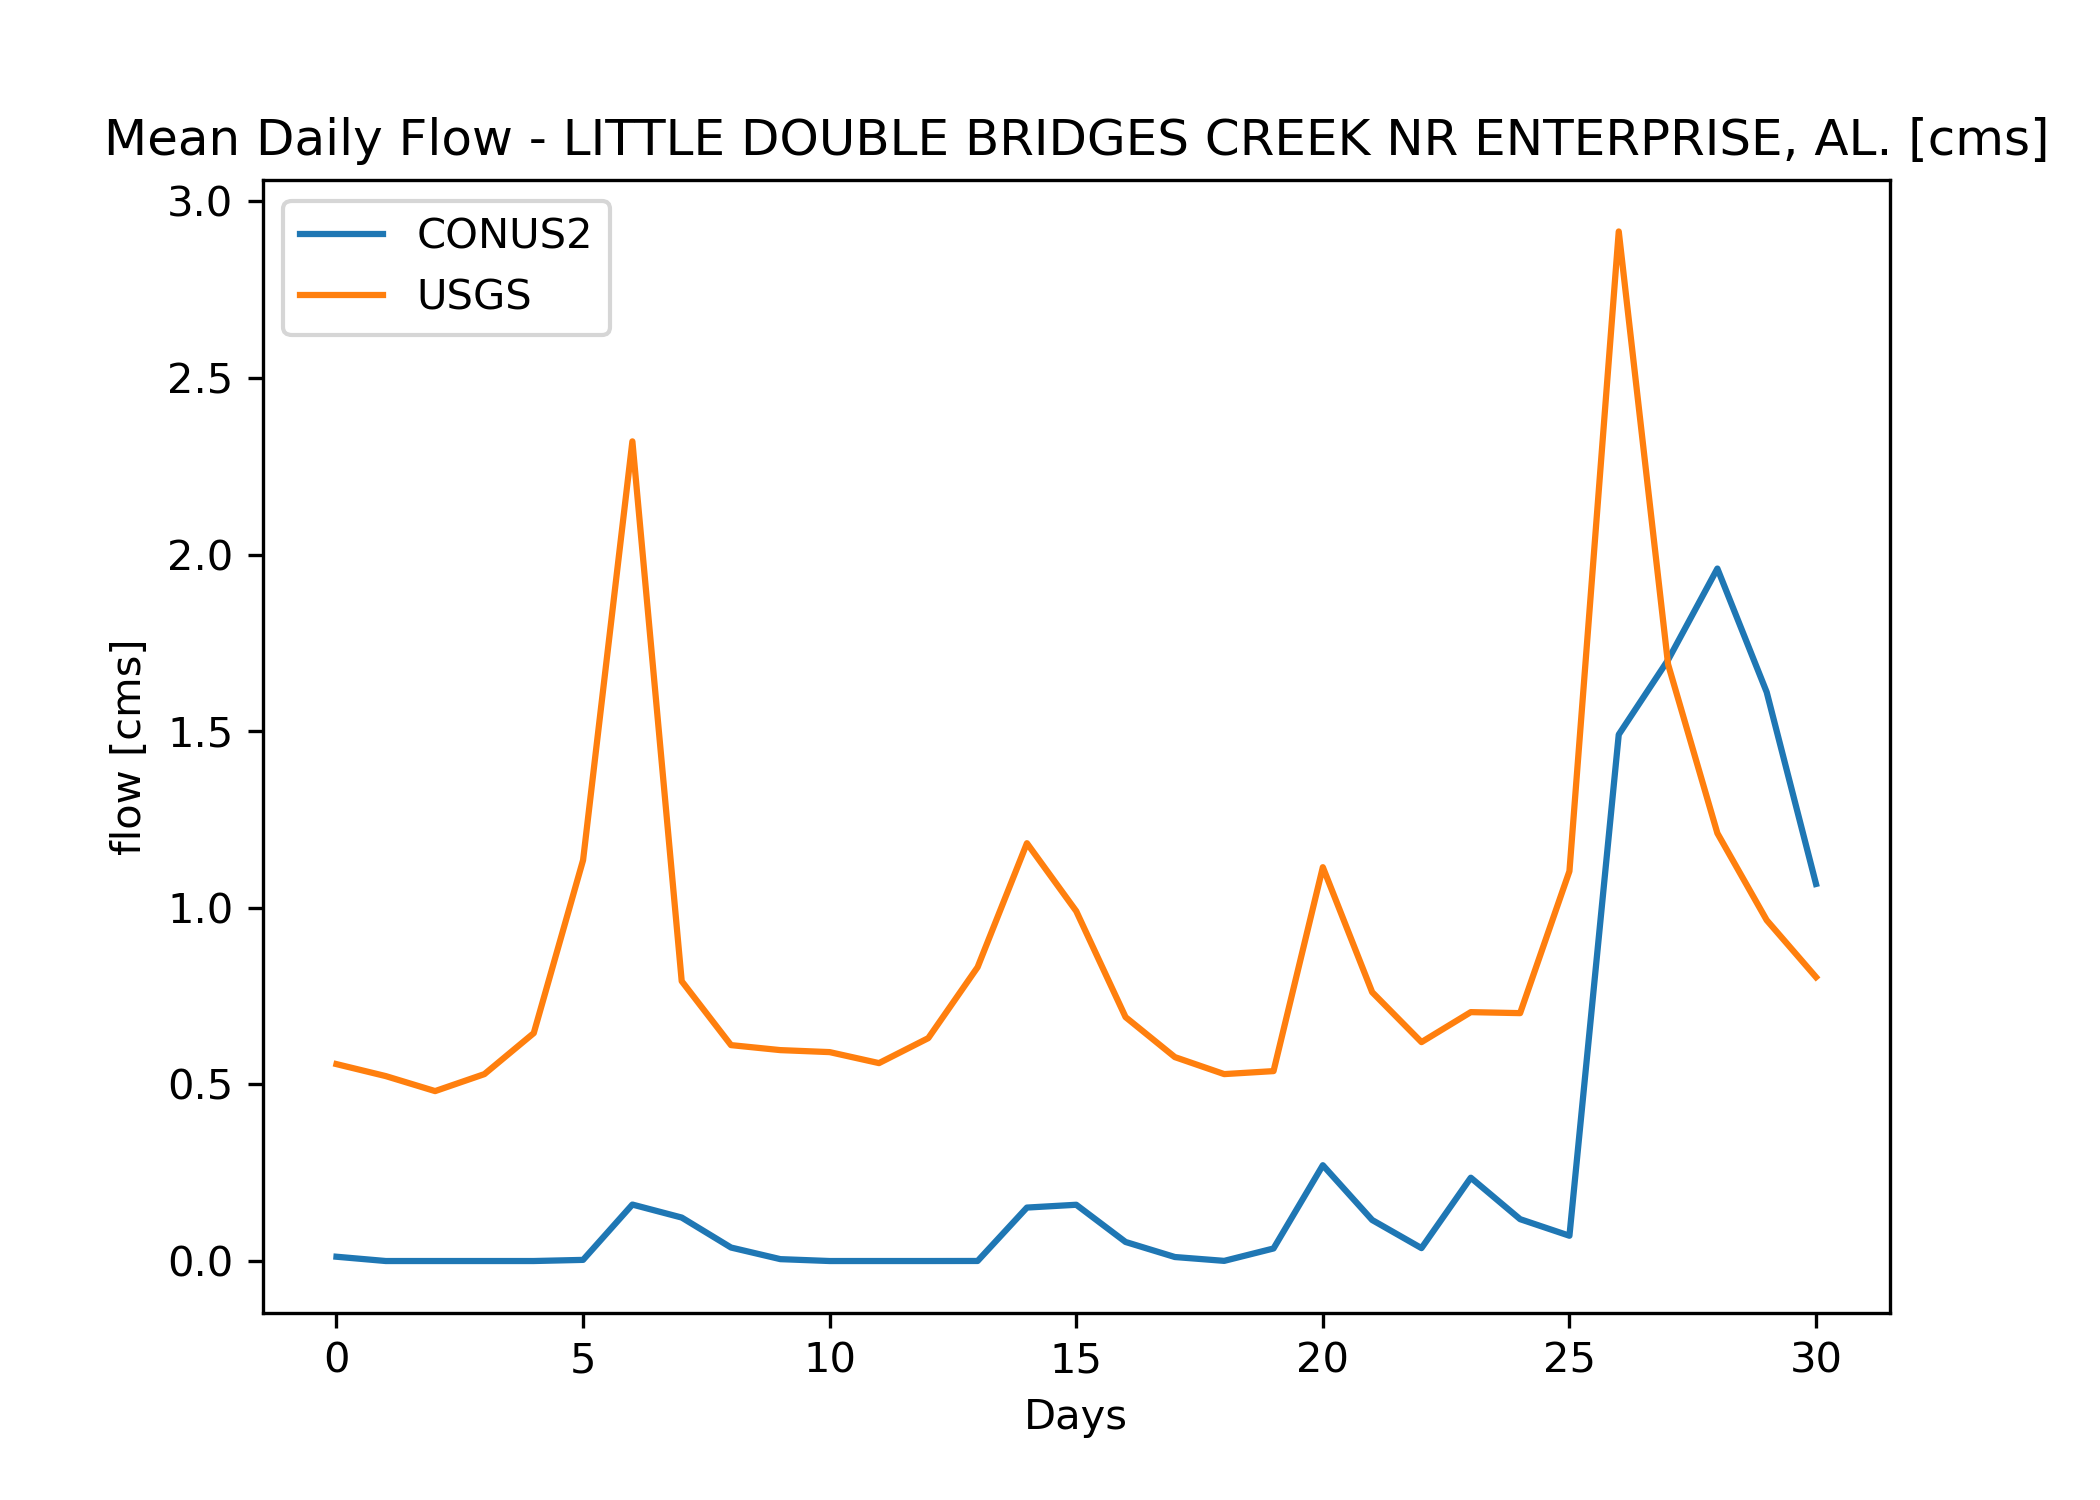 Mean Daily Flow - LITTLE DOUBLE BRIDGES CREEK NR ENTERPRISE, AL. [cms]
CONUS2
USGS
3.0
2.5
2.0
1.5
1.0
0.5
0.0
flow [cms]
0 5 10 15 20 25 30
Days